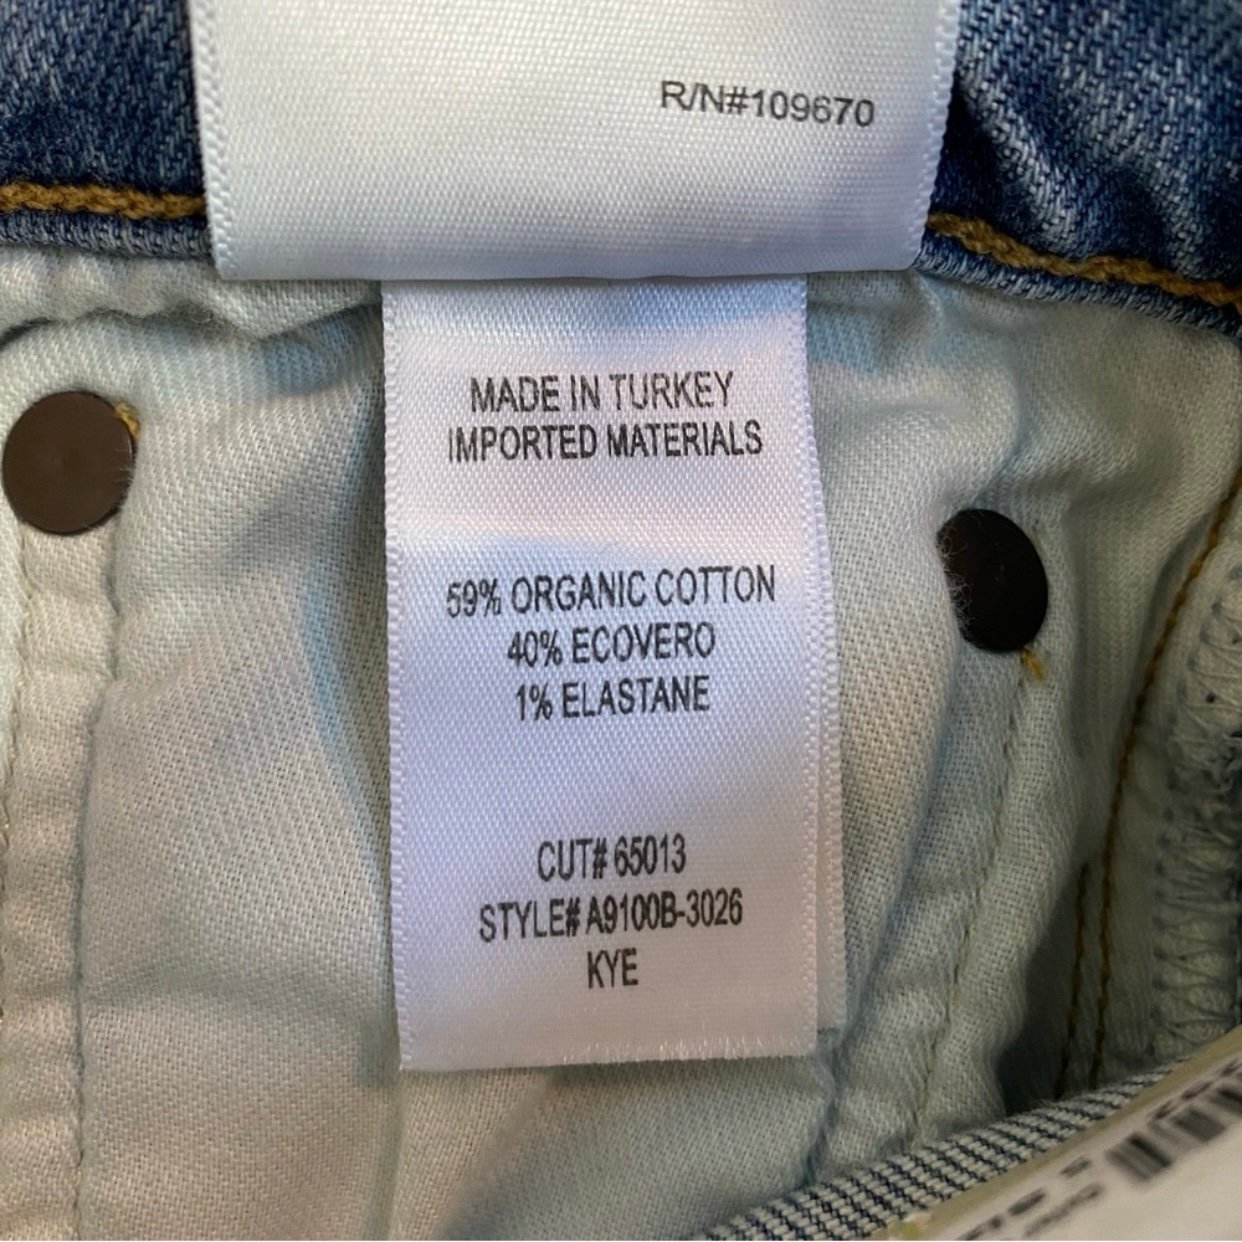 R/N#109670
MADE IN TURKEY
IMPORTED MATERIALS
59% ORGANIC COTTON
40% ECOVERO
1% ELASTANE
CUT# 65013
STYLE# A9100B-3026
KYE